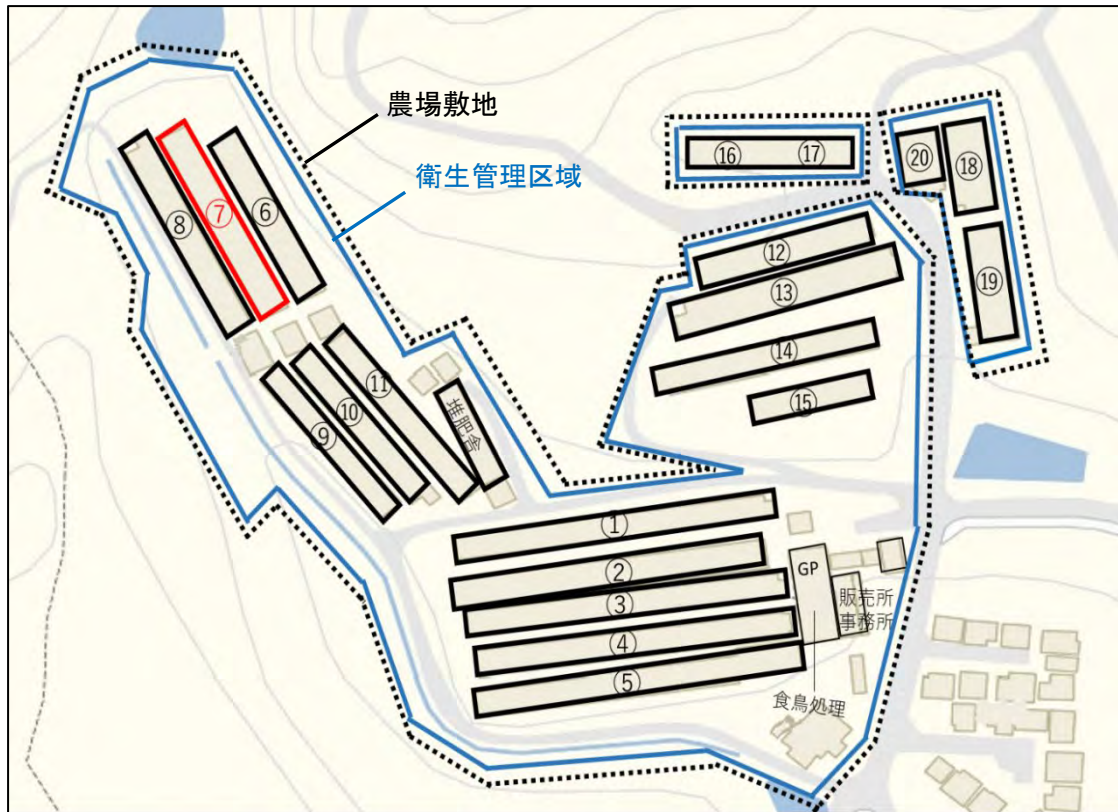 農場敷地
衛生管理区域
⑯
⑰
⑳
⑱
⑧
⑦
⑥
⑫
⑬
⑲
⑭
⑮
⑪
⑩
⑨
堆肥舎
①
②
③
④
⑤
GP
販売所
事務所
食鳥処理